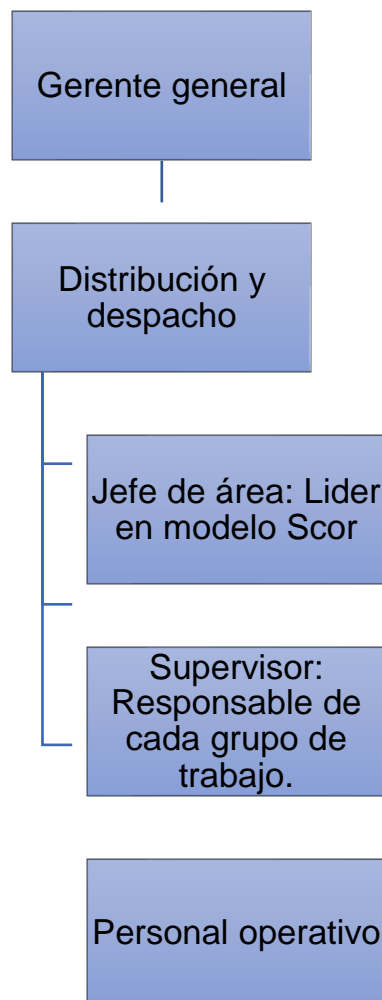 Gerente general
Distribución y
despacho
Jefe de área: Lider
en modelo Scor
Supervisor:
Responsable de
cada grupo de
trabajo.
Personal operativo